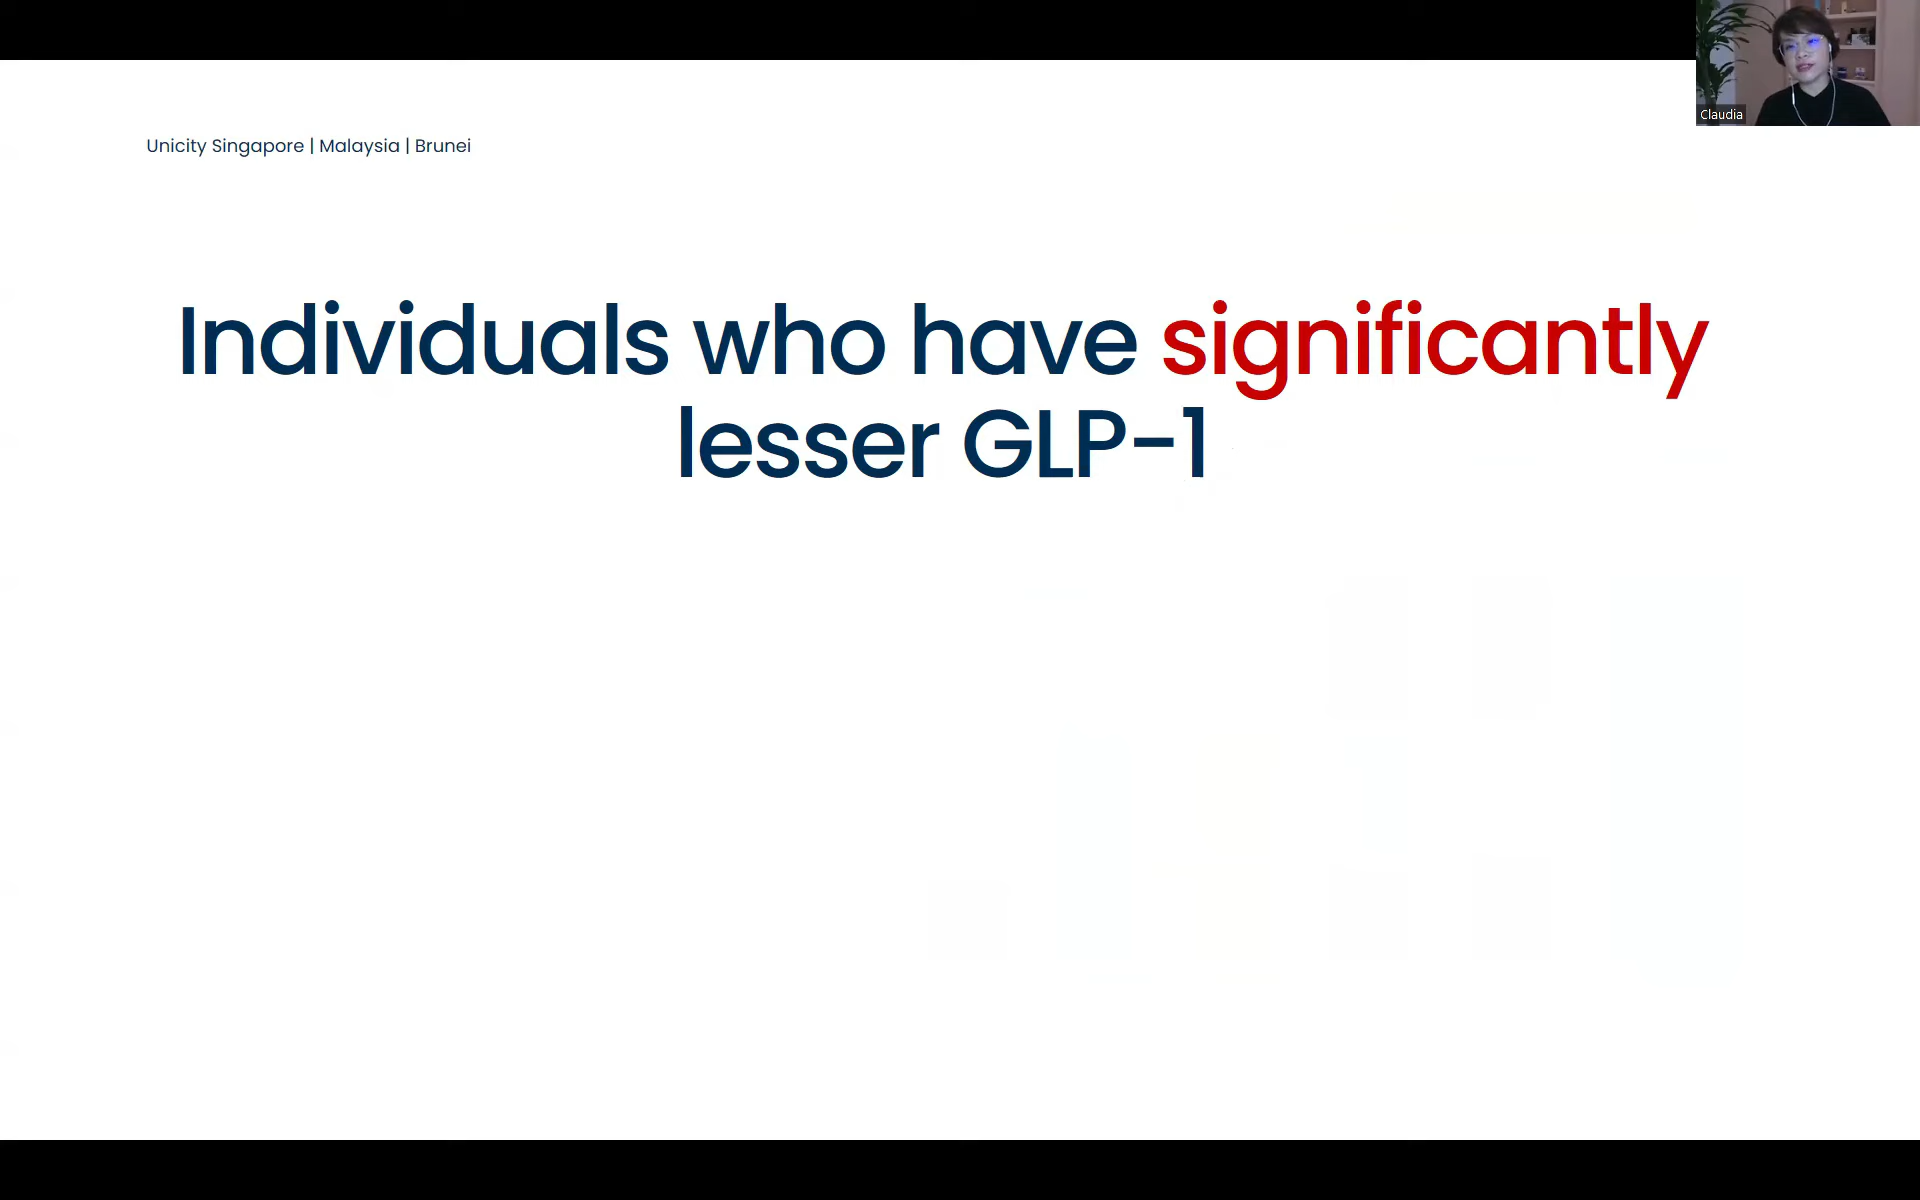 Claudia
Unicity Singapore | Malaysia | Brunei
Individuals who have significantly
lesser GLP-1